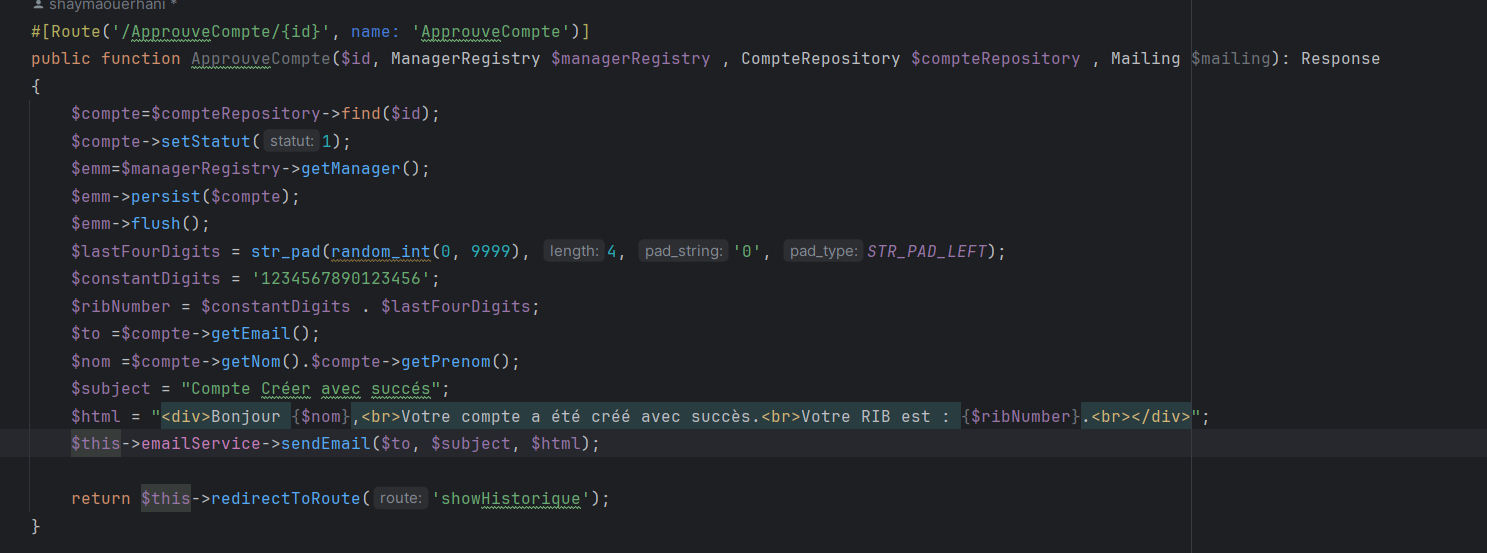 shaymaouerhani *
#[Route('/ApprouveCompte/{id}', name: 'ApprouveCompte')]
public function ApprouveCompte($id, ManagerRegistry $managerRegistry , CompteRepository $compteRepository , Mailing $mailing): Response
{
$compte=$compteRepository->find($id);
$compte->setStatut( statut: 1);
$emm=$managerRegistry->getManager();
$emm->persist($compte);
$emm->flush();
$lastFourDigits = str_pad(random_int(0, 9999), length: 4, pad_string: '0', pad_type: STR_PAD_LEFT);
$constantDigits = '1234567890123456';
$ribNumber = $constantDigits . $lastFourDigits;
$to =$compte->getEmail();
$nom =$compte->getNom().$compte->getPrenom();
$subject = "Compte Créer avec succés";
$html = "<div>Bonjour {$nom},<br>Votre compte a été créé avec succès.<br>Votre RIB est : {$ribNumber}.<br></div>";
$this->emailService->sendEmail($to, $subject, $html);
return $this->redirectToRoute( route: 'showHistorique');
}